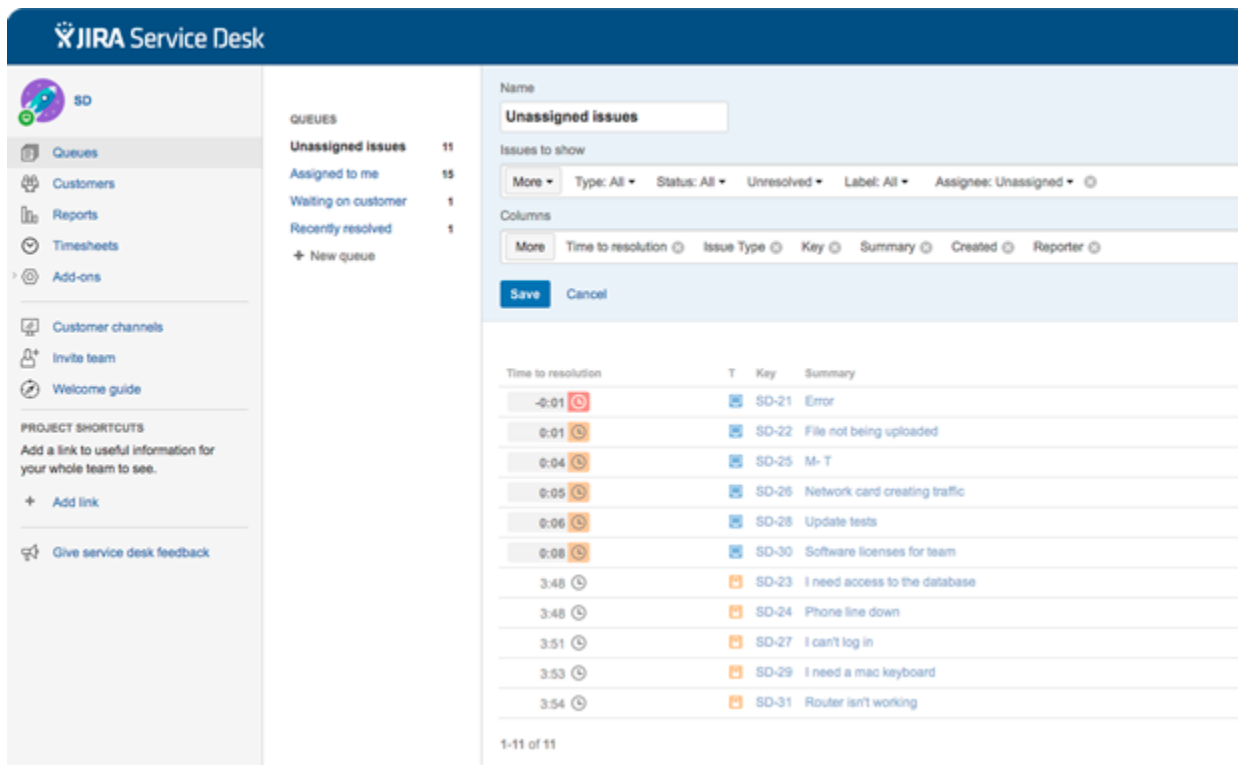 JIRA Service Desk
SD
Queues
Customers
Reports
Timesheets
Add-ons
Customer channels
Invite team
Welcome guide
PROJECT SHORTCUTS
Add a link to useful information for
your whole team to see.
+ Add link
Give service desk feedback
QUEUES
Unassigned issues 11
Assigned to me 15
Waiting on customer 1
Recently resolved 1
+ New queue
Name
Unassigned issues
Issues to show
More Type: All Status: All Unresolved Label: All Assignee: Unassigned
Columns
More Time to resolution Issue Type Key Summary Created Reporter
Save Cancel
Time to resolution T Key Summary
-0:01 SD-21 Error
0:01 SD-22 File not being uploaded
0:04 SD-25 M- T
0:05 SD-26 Network card creating traffic
0:06 SD-28 Update tests
0:08 SD-30 Software licenses for team
3:48 SD-23 I need access to the database
3:48 SD-24 Phone line down
3:51 SD-27 I can't log in
3:53 SD-29 I need a mac keyboard
3:54 SD-31 Router isn't working
1-11 of 11